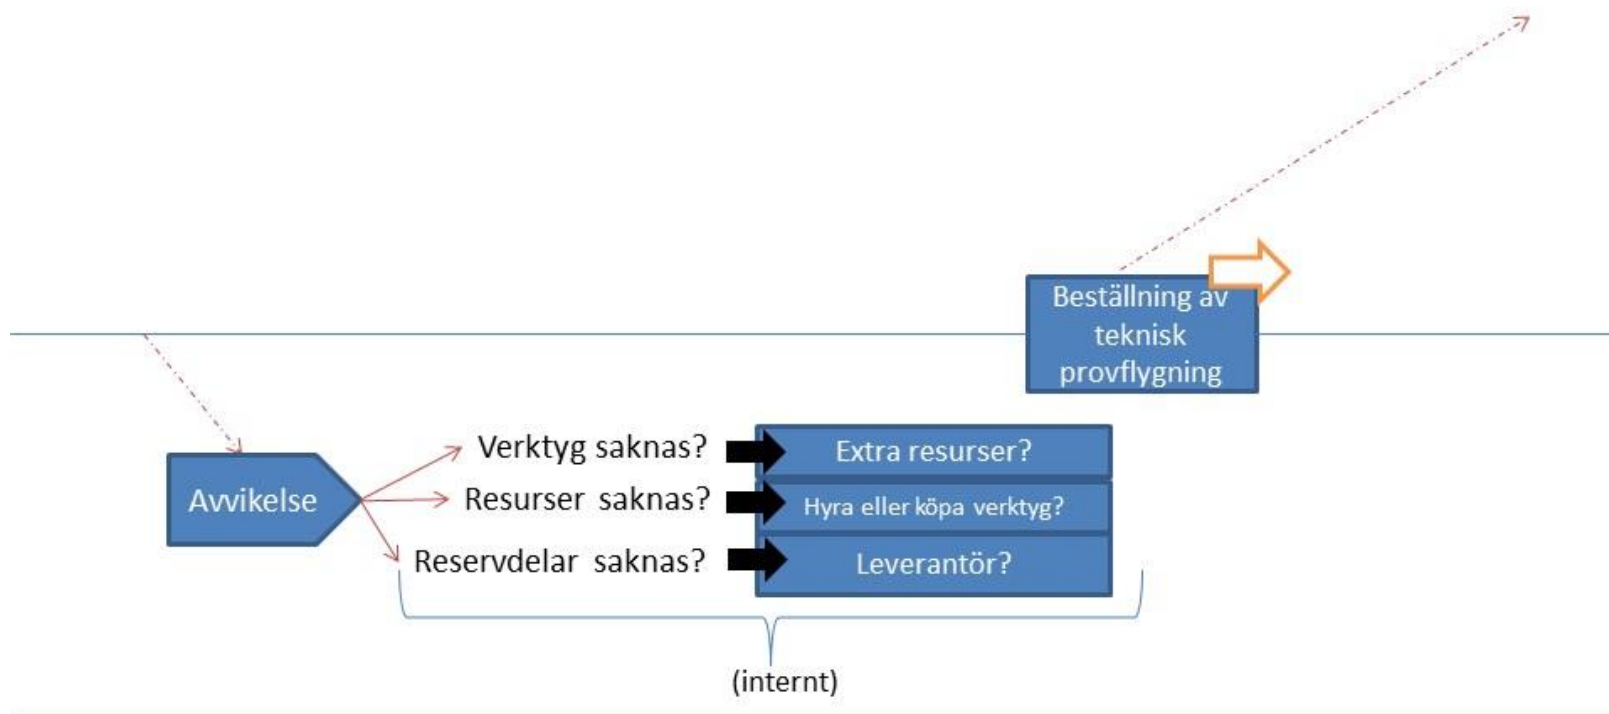 Beställning av
teknisk
provflygning
Avvikelse
Verktyg saknas?
Extra resurser?
Resurser saknas?
Hyra eller köpa verktyg?
Reservdelar saknas?
Leverantör?
(internt)